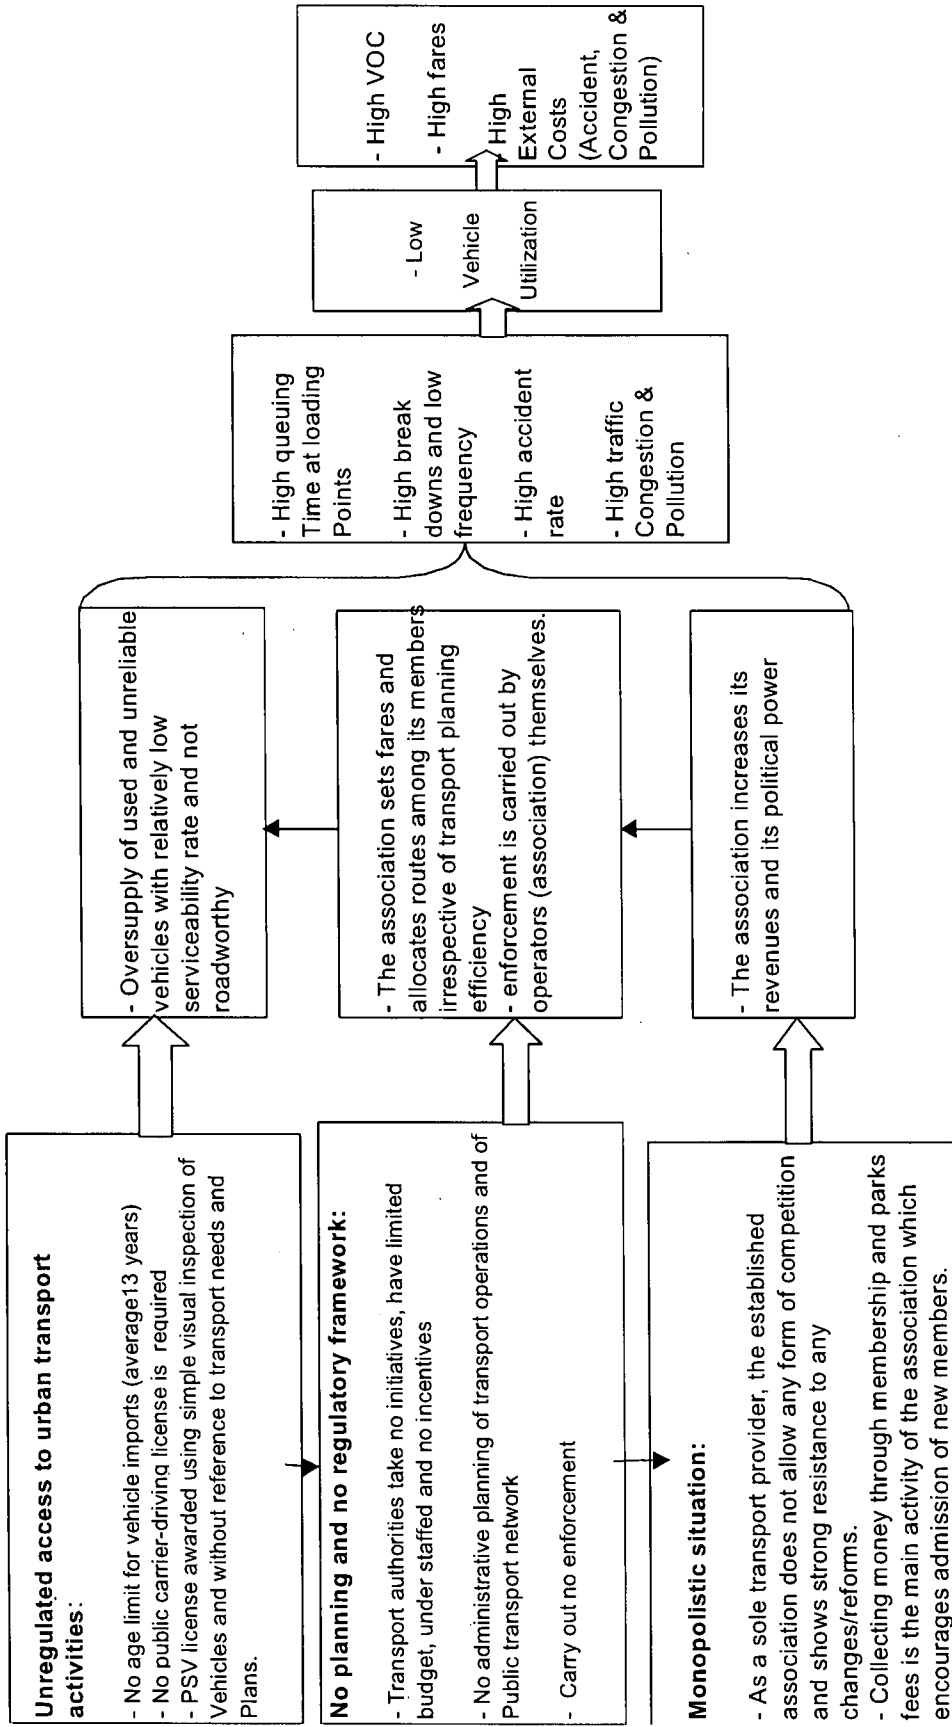 Unregulated access to urban transport
activities:
- No age limit for vehicle imports (average13 years)
- No public carrier-driving license is required
- PSV license awarded using simple visual inspection of
Vehicles and without reference to transport needs and
Plans.
No planning and no regulatory framework:
- Transport authorities take no initiatives, have limited
budget, under staffed and no incentives
- No administrative planning of transport operations and of
Public transport network
- Carry out no enforcement
Monopolistic situation:
- As a sole transport provider, the established
association does not allow any form of competition
and shows strong resistance to any
changes/reforms.
- Collecting money through membership and parks
fees is the main activity of the association which
encourages admission of new members.
- Oversupply of used and unreliable
vehicles with relatively low
serviceability rate and not
roadworthy
- The association sets fares and
allocates routes among its members
irrespective of transport planning
efficiency
- enforcement is carried out by
operators (association) themselves.
- The association increases its
revenues and its political power
- High queuing
Time at loading
Points
- High break
downs and low
frequency
- High accident
rate
- High traffic
Congestion &
Pollution
- Low
Vehicle
Utilization
- High VOC
- High fares
- High
External
Costs
(Accident,
Congestion &
Pollution)